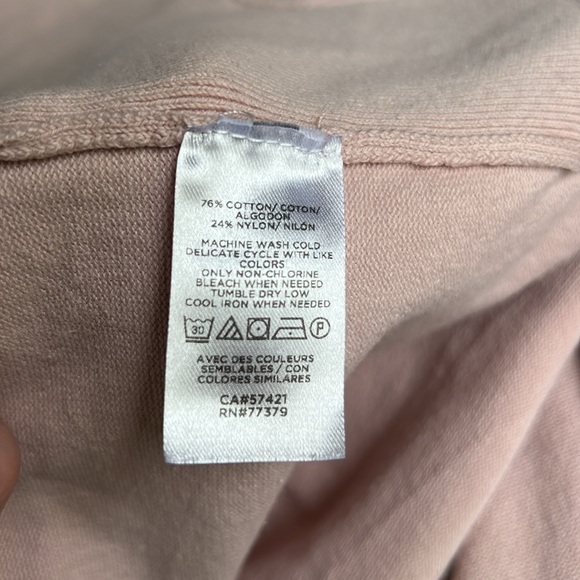 76% COTTON/COTON/
ALGODÓN
24% NYLON/NILÓN
MACHINE WASH COLD
DELICATE CYCLE WITH LIKE
COLORS
ONLY NON-CHLORINE
BLEACH WHEN NEEDED
TUMBLE DRY LOW
COOL IRON WHEN NEEDED
30 P
AVEC DES COULEURS
SEMBLABLES / CON
COLORES SIMILARES
CA#57421
RN#77379